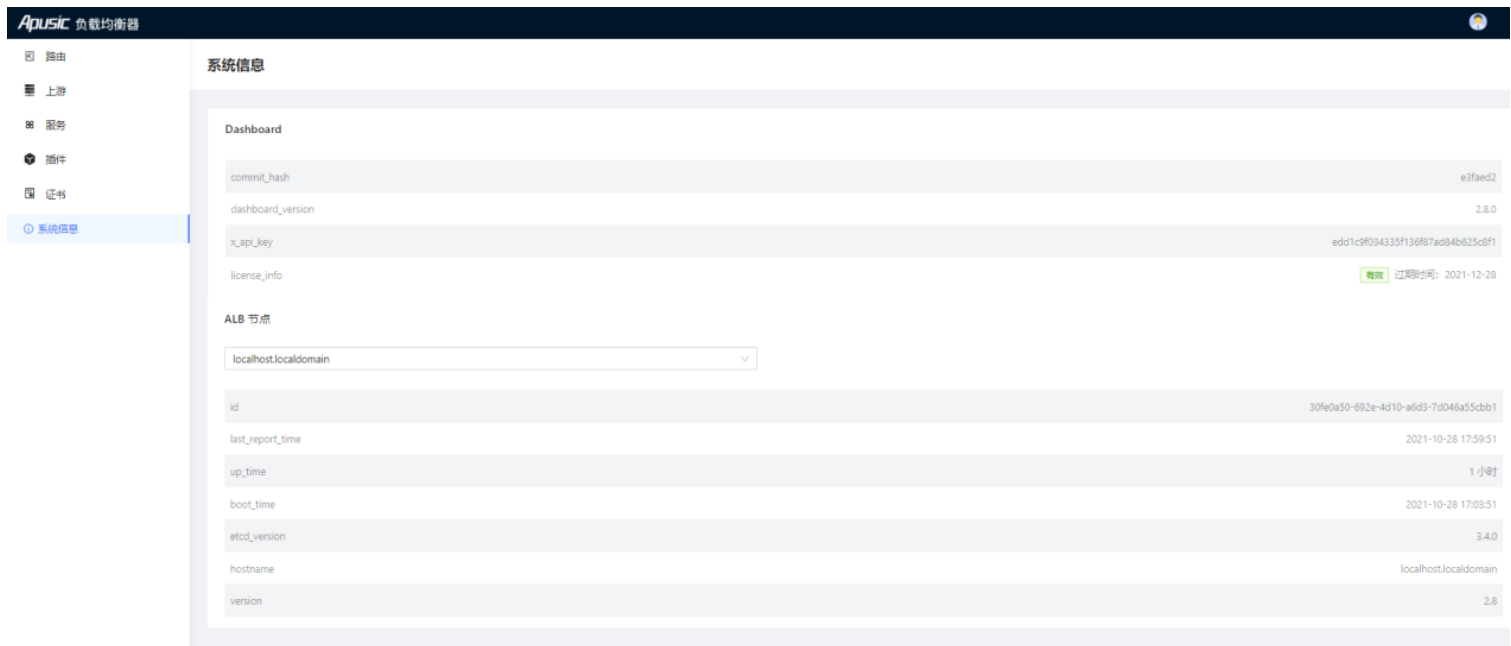 Apusic 负载均衡器
路由
上游
服务
插件
证书
系统信息
系统信息
Dashboard
commit_hash e3faed2
dashboard_version 2.8.0
x_api_key edd1c9f034335f136f87ad84b625c8f1
license_info 有效 过期时间：2021-12-28
ALB 节点
localhost.localdomain
id 30fe0a50-692e-4d10-a6d3-7d046a55cbb1
last_report_time 2021-10-28 17:59:51
up_time 1 小时
boot_time 2021-10-28 17:03:51
etcd_version 3.4.0
hostname localhost.localdomain
version 2.8